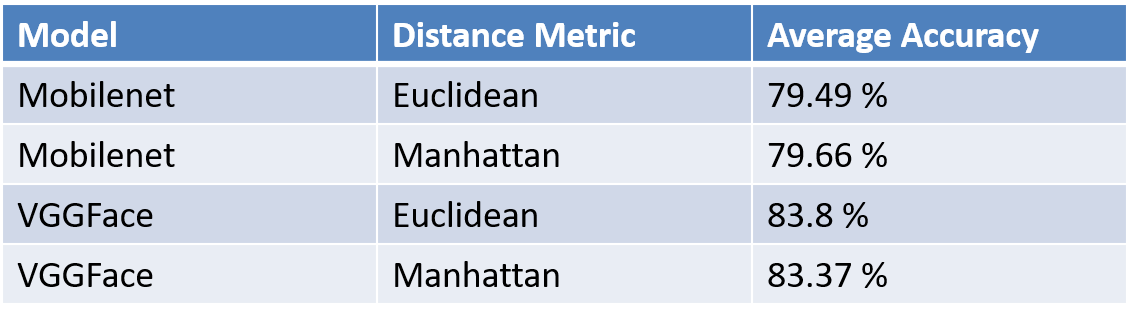 Model Distance Metric Average Accuracy
Mobilenet Euclidean 79.49 %
Mobilenet Manhattan 79.66 %
VGGFace Euclidean 83.8 %
VGGFace Manhattan 83.37 %